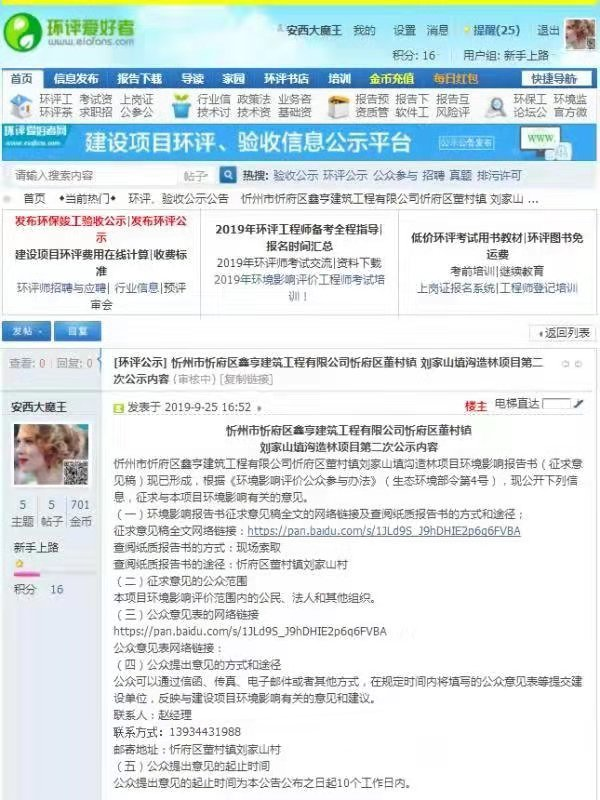 环评爱好者
www.eiafans.com
安西大魔王 我的 设置 消息 提醒(25) 退出
积分: 16 用户组: 新手上路
首页 信息发布 报告下载 导读 家园 环评书店 培训 金币充值 每日红包 快捷导航
环评工 考试资 上岗证 行业信 政策法 业务咨 环评预 报告下 报告互 环保工 环境监
环评系 求职招 公参公 技术讨 技术资 基础资 资质管 软件工 风险评 论坛公 官方微
环评爱好者网
www.eiafans.com
建设项目环评、验收信息公示平台
公示公告发布
www.
请输入搜索内容 帖子 热搜: 验收公示 环评公示 公众参与 招聘 真题 排污许可
首页 ◆当前热门◆ 环评、验收公示公告 忻州市忻府区鑫亨建筑工程有限公司忻府区董村镇 刘家山 ...
发布环保竣工验收公示|发布环评公示
建设项目环评费用在线计算|收费标准
环评师招聘与应聘| 行业信息|预评审会
2019年环评工程师备考全程指导|报名时间汇总
2019年环评师考试交流|资料下载
2019年环境影响评价工程师考试培训！
低价环评考试用书教材|环评图书免运费
考前培训|继续教育
上岗证报名系统|工程师登记培训
发帖 回复 返回列表
查看: 0 | 回复: 0
[环评公示] 忻州市忻府区鑫亨建筑工程有限公司忻府区董村镇 刘家山填沟造林项目第二
次公示内容 (审核中) [复制链接]
安西大魔王
发表于 2019-9-25 16:52 楼主 电梯直达
5 5 701
主题 帖子 金币
新手上路
积分 16
忻州市忻府区鑫亨建筑工程有限公司忻府区董村镇
刘家山填沟造林项目第二次公示内容
忻州市忻府区鑫亨建筑工程有限公司忻府区董村镇刘家山填沟造林项目环境影响报告书（征求意
见稿）现已形成，根据《环境影响评价公众参与办法》（生态环境部令第4号），现公开下列信
息，征求与本项目环境影响有关的意见。
（一）环境影响报告书征求意见稿全文的网络链接及查阅纸质报告书的方式和途径；
征求意见稿全文网络链接：https://pan.baidu.com/s/1JLd9S_J9hDHIE2p6q6FVBA
查阅纸质报告书的方式：现场索取
查阅纸质报告书的途径：忻府区董村镇刘家山村
（二）征求意见的公众范围
本项目环境影响评价范围内的公民、法人和其他组织。
（三）公众意见表的网络链接
https://pan.baidu.com/s/1JLd9S_J9hDHIE2p6q6FVBA
公众意见表网络链接：
（四）公众提出意见的方式和途径
公众可以通过信函、传真、电子邮件或者其他方式，在规定时间内将填写的公众意见表等提交建
设单位，反映与建设项目环境影响有关的意见和建议。
联系人：赵经理
联系方式：13934431988
邮寄地址：忻府区董村镇刘家山村
（五）公众提出意见的起止时间
公众提出意见的起止时间为本公告公布之日起10个工作日内。